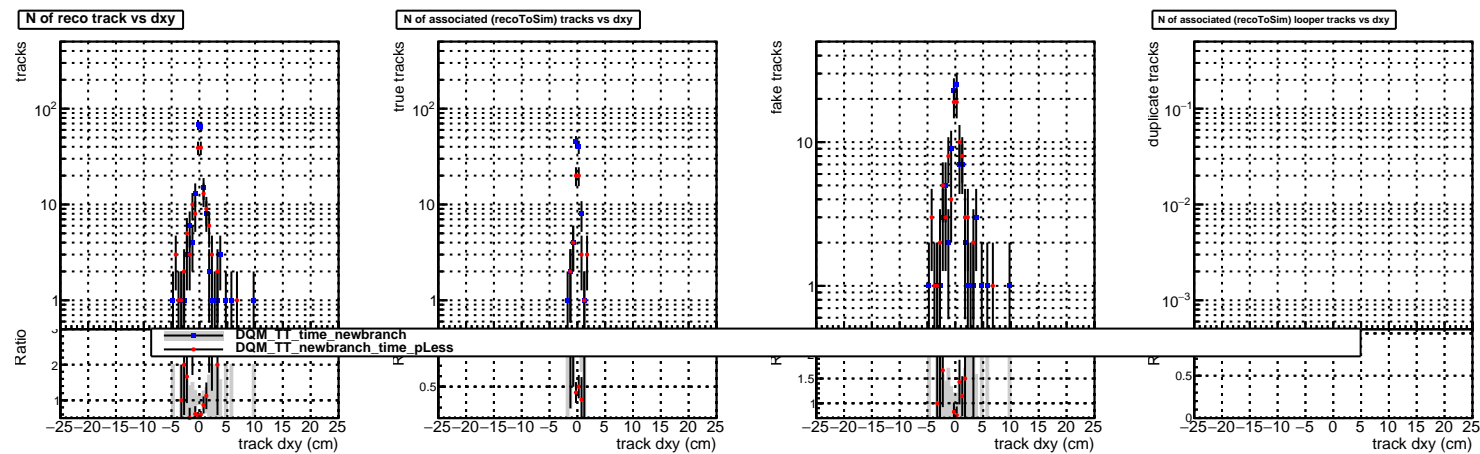 N of reco track vs dxy
tracks
10²
10
1
Ratio
2
1
−25−20−15−10 −5 0 5 10 15 20 25
track dxy (cm)
N of associated (recoToSim) tracks vs dxy
true tracks
10²
10
1
0.5
−25−20−15−10 −5 0 5 10 15 20 25
track dxy (cm)
fake tracks
10
1
1.5
1
−25−20−15−10 −5 0 5 10 15 20 25
track dxy (cm)
N of associated (recoToSim) looper tracks vs dxy
duplicate tracks
10⁻¹
10⁻²
10⁻³
0.5
0
−25−20−15−10 −5 0 5 10 15 20 25
track dxy (cm)
DQM_TT_time_newbranch
DQM_TT_newbranch_time_pLess